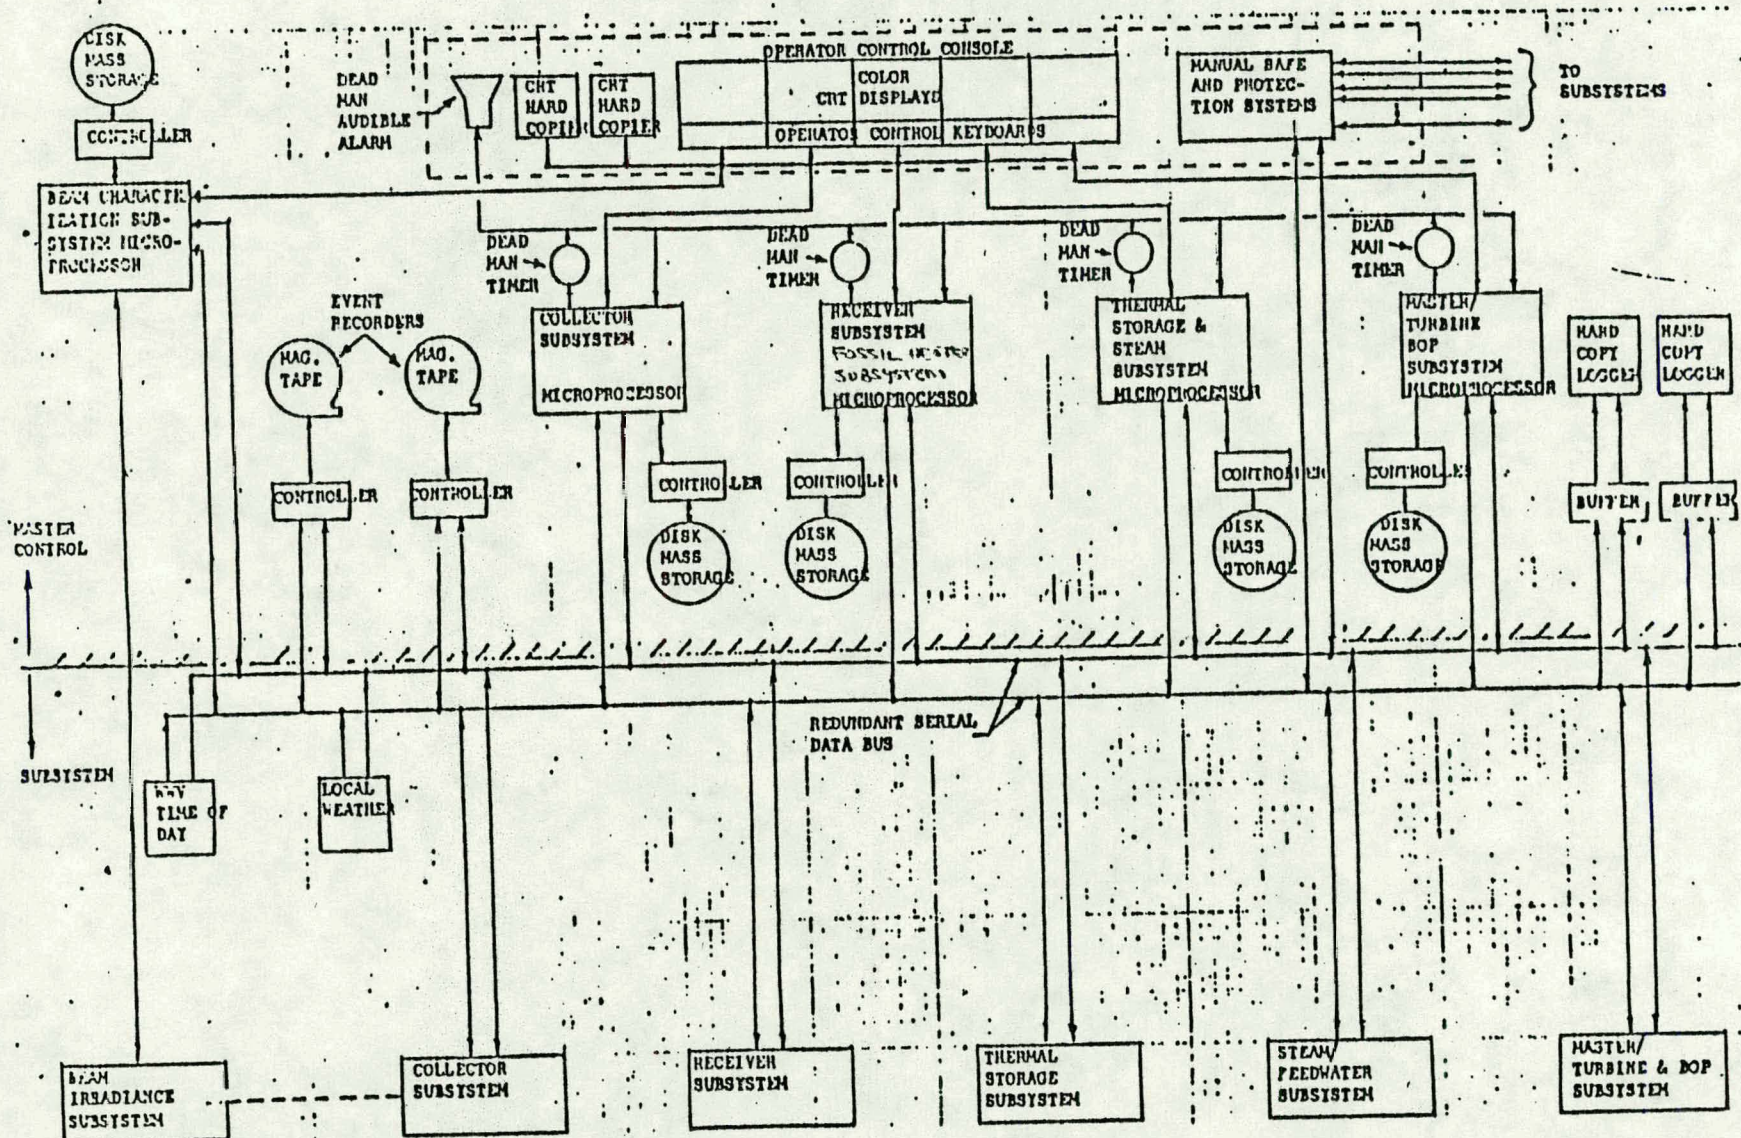 DISK
MASS
STORAGE
CONTROLLER
BEAM CHARACTER
IZATION SUB-
SYSTEM MICRO-
PROCESSOR
DEAD
MAN
AUDIBLE
ALARM
CRT
HARD
COPIER
CRT
HARD
COPIER
OPERATOR CONTROL CONSOLE
COLOR
CRT DISPLAYS
OPERATOR CONTROL KEYBOARDS
MANUAL SAFE
AND PROTEC-
TION SYSTEMS
TO
SUBSYSTEMS
DEAD
MAN
TIMER
DEAD
MAN
TIMER
DEAD
MAN
TIMER
DEAD
MAN
TIMER
EVENT
RECORDERS
MAG.
TAPE
MAG.
TAPE
COLLECTOR
SUBSYSTEM
MICROPROCESSOR
RECEIVER
SUBSYSTEM
FOSSIL HEATER
SUBSYSTEM
MICROPROCESSOR
THERMAL
STORAGE &
STEAM
SUBSYSTEM
MICROPROCESSOR
MASTER/
TURBINE
BOP
SUBSYSTEM
MICROPROCESSOR
HARD
COPY
LOGGER
HARD
COPY
LOGGER
CONTROLLER
CONTROLLER
CONTROLLER
CONTROLLER
CONTROLLER
CONTROLLER
BUFFER
BUFFER
DISK
MASS
STORAGE
DISK
MASS
STORAGE
DISK
MASS
STORAGE
DISK
MASS
STORAGE
MASTER
CONTROL
SUBSYSTEM
REDUNDANT SERIAL
DATA BUS
TIME OF
DAY
LOCAL
WEATHER
BEAM
IRRADIANCE
SUBSYSTEM
COLLECTOR
SUBSYSTEM
RECEIVER
SUBSYSTEM
THERMAL
STORAGE
SUBSYSTEM
STEAM/
FEEDWATER
SUBSYSTEM
MASTER/
TURBINE & BOP
SUBSYSTEM